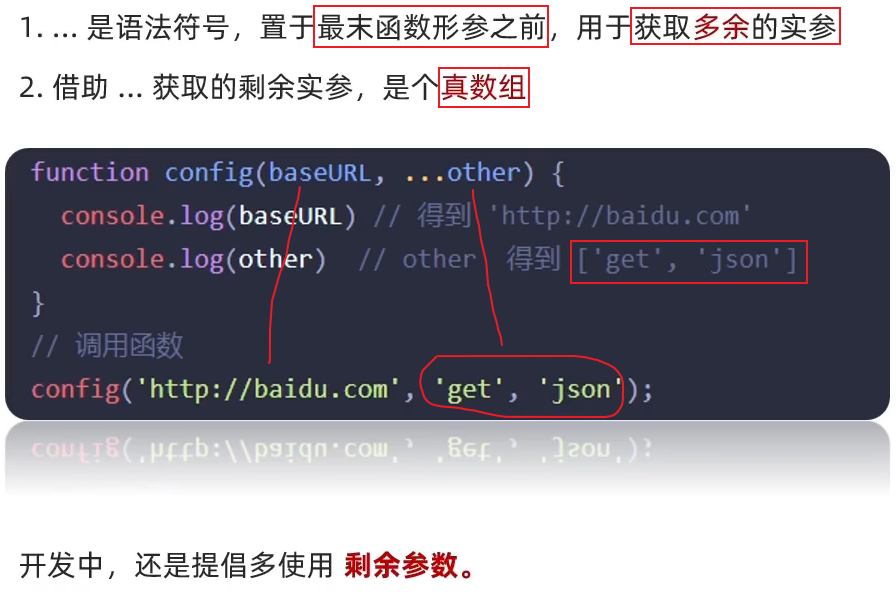 1. ... 是语法符号，置于最末函数形参之前，用于获取多余的实参
2. 借助 ... 获取的剩余实参，是个真数组
function config(baseURL, ...other) {
  console.log(baseURL) // 得到 'http://baidu.com'
  console.log(other)  // other  得到 ['get', 'json']
}
// 调用函数
config('http://baidu.com', 'get', 'json');
开发中，还是提倡多使用 剩余参数。